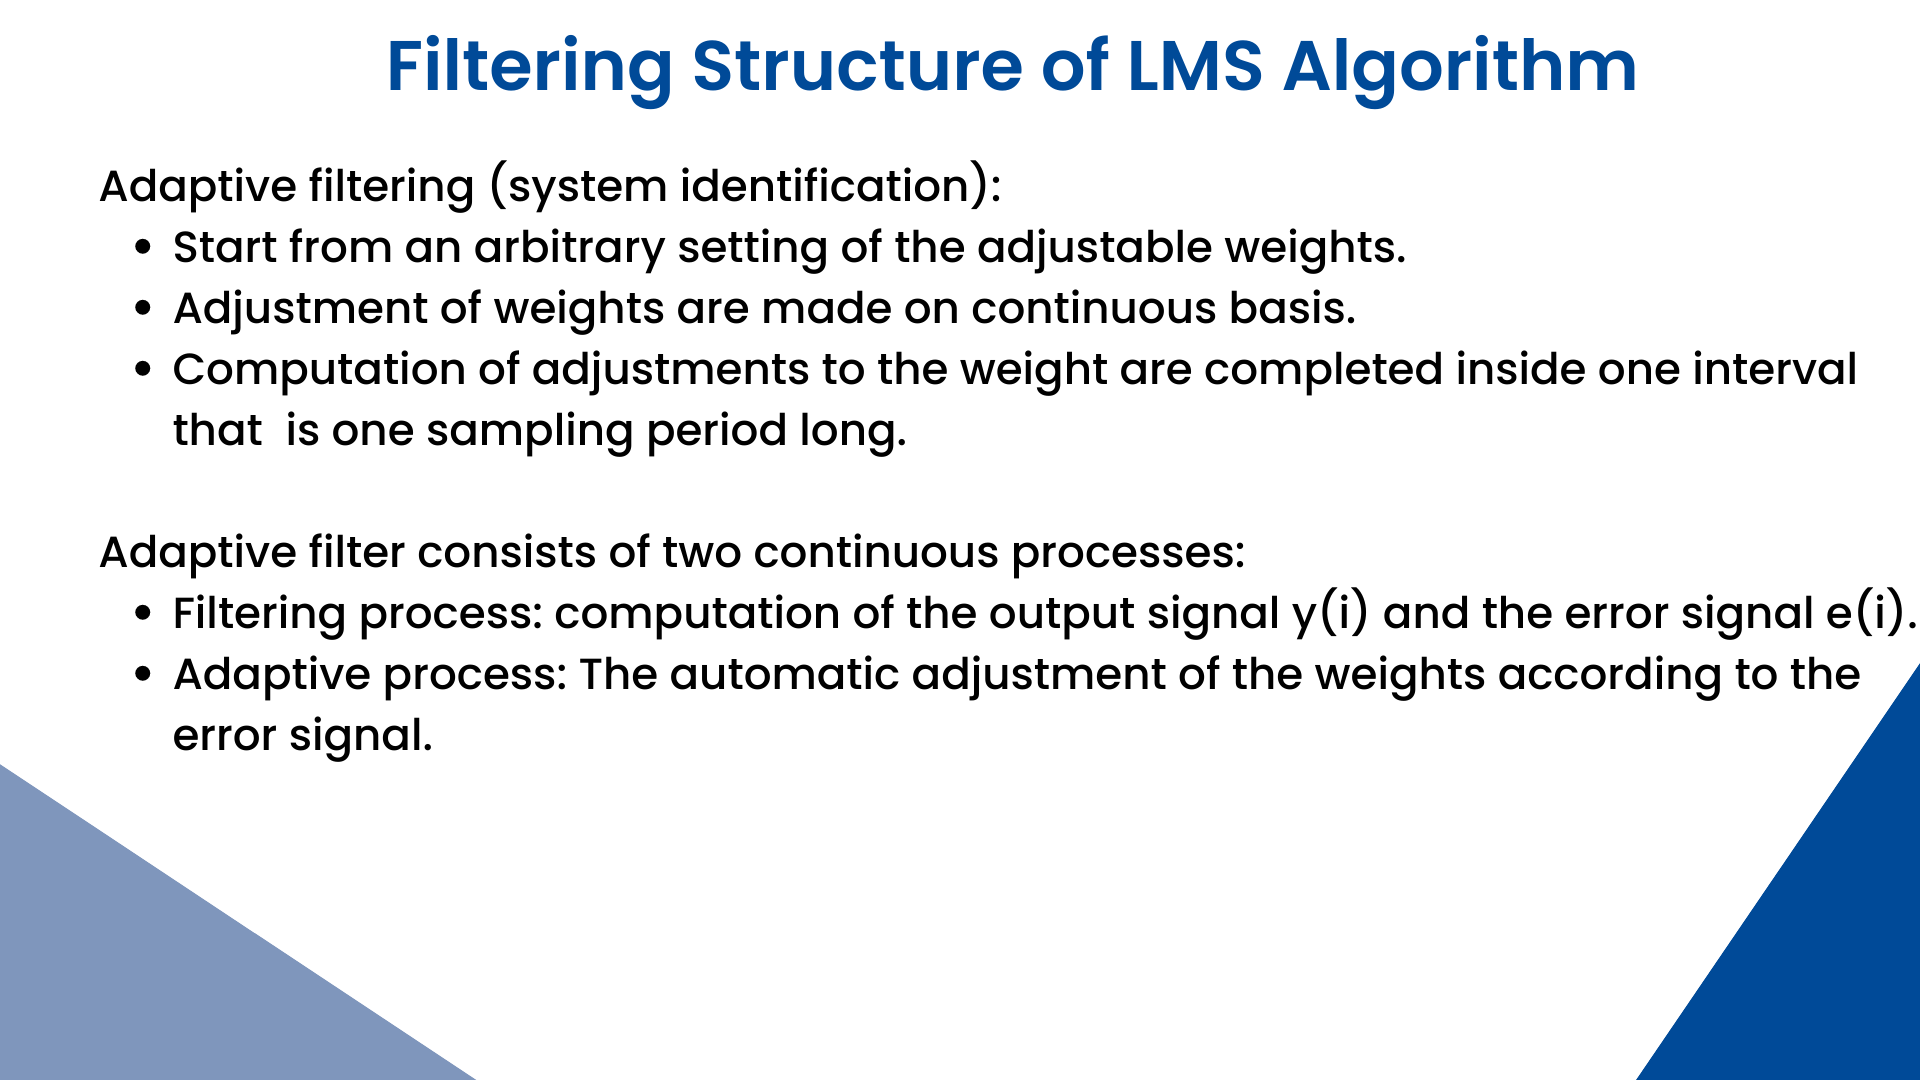 Filtering Structure of LMS Algorithm
Adaptive filtering (system identification):
• Start from an arbitrary setting of the adjustable weights.
• Adjustment of weights are made on continuous basis.
• Computation of adjustments to the weight are completed inside one interval
that  is one sampling period long.
Adaptive filter consists of two continuous processes:
• Filtering process: computation of the output signal y(i) and the error signal e(i).
• Adaptive process: The automatic adjustment of the weights according to the
error signal.